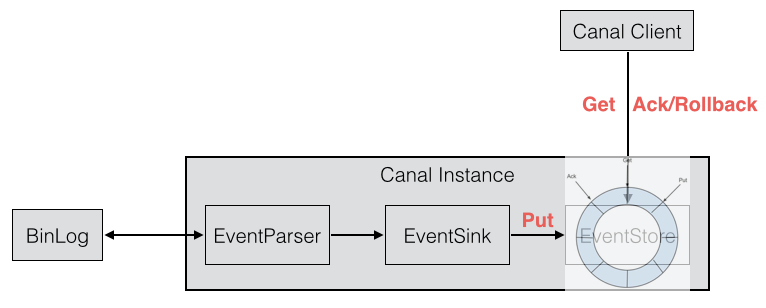 Canal Client
Get Ack/Rollback
Canal Instance
Get
Ack
Put
BinLog
EventParser
EventSink
Put
EventStore